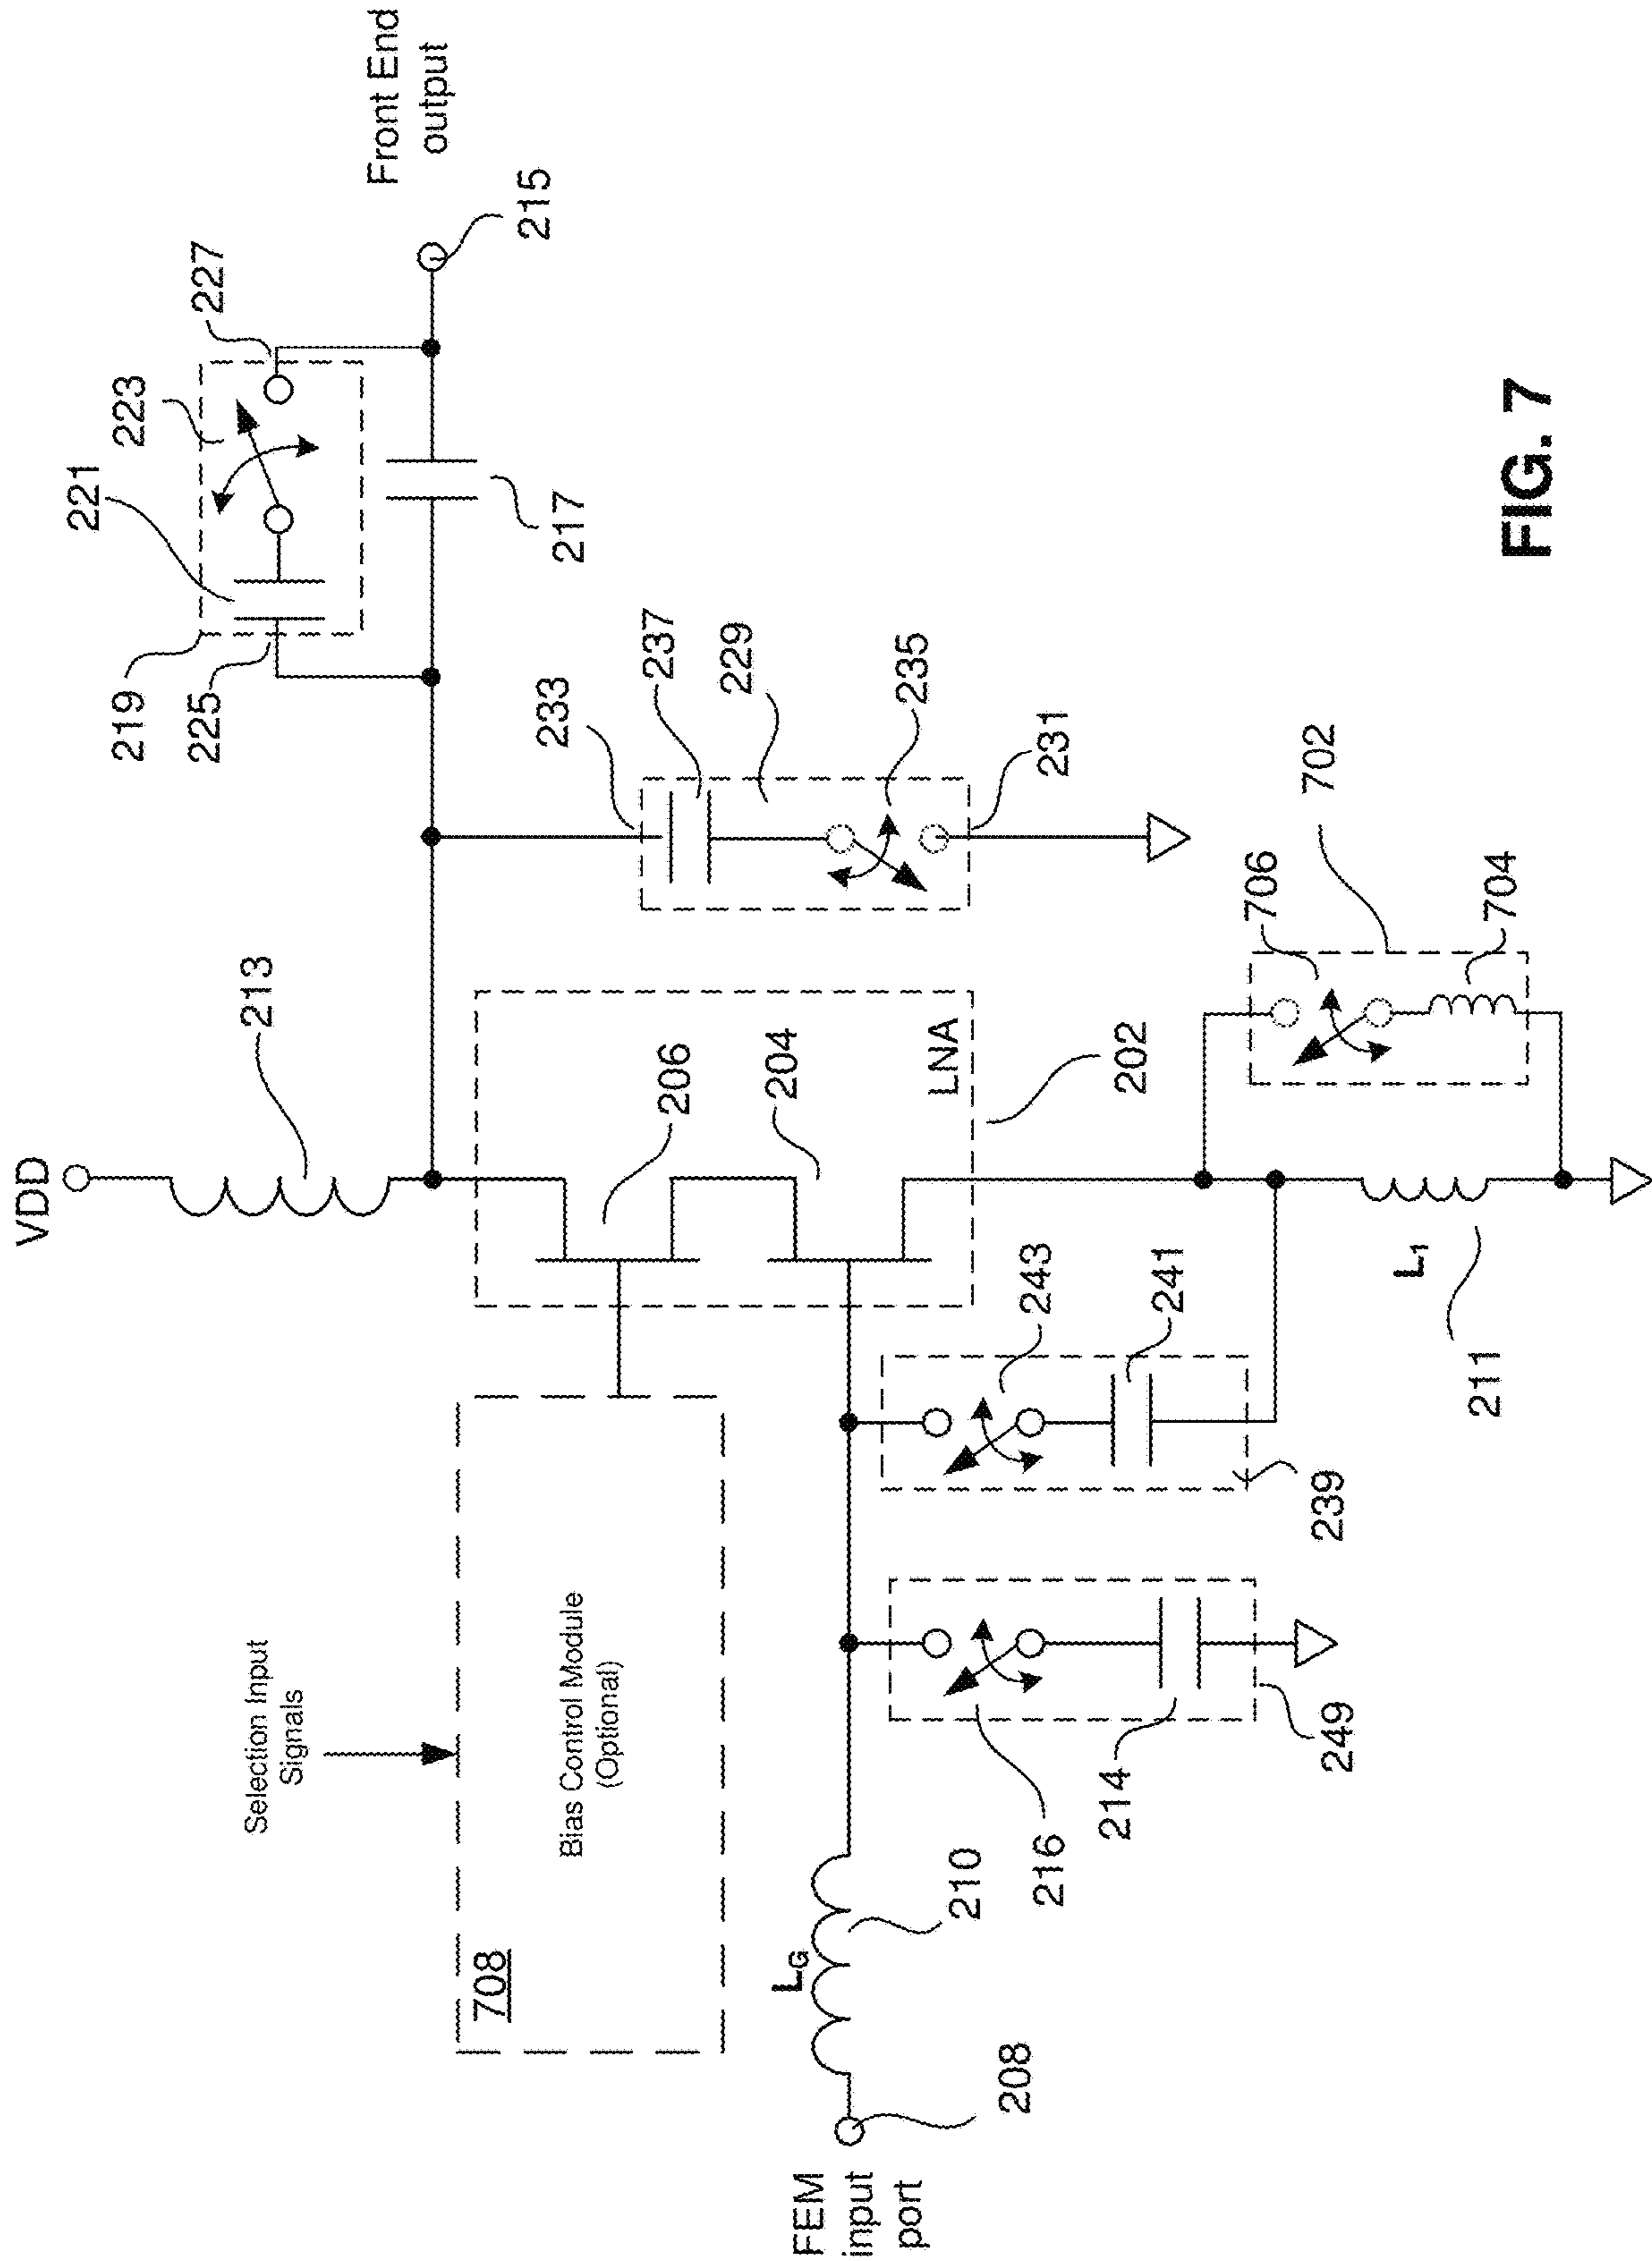 VDD
213
219
221
223
225
227
Front End
output
215
217
233
237
229
235
231
Selection Input
Signals
708
Bias Control Module
(Optional)
206
204
LNA
202
FEM
input
port
208
L_G
210
216
214
249
243
241
239
L₁
211
706
704
702
FIG. 7